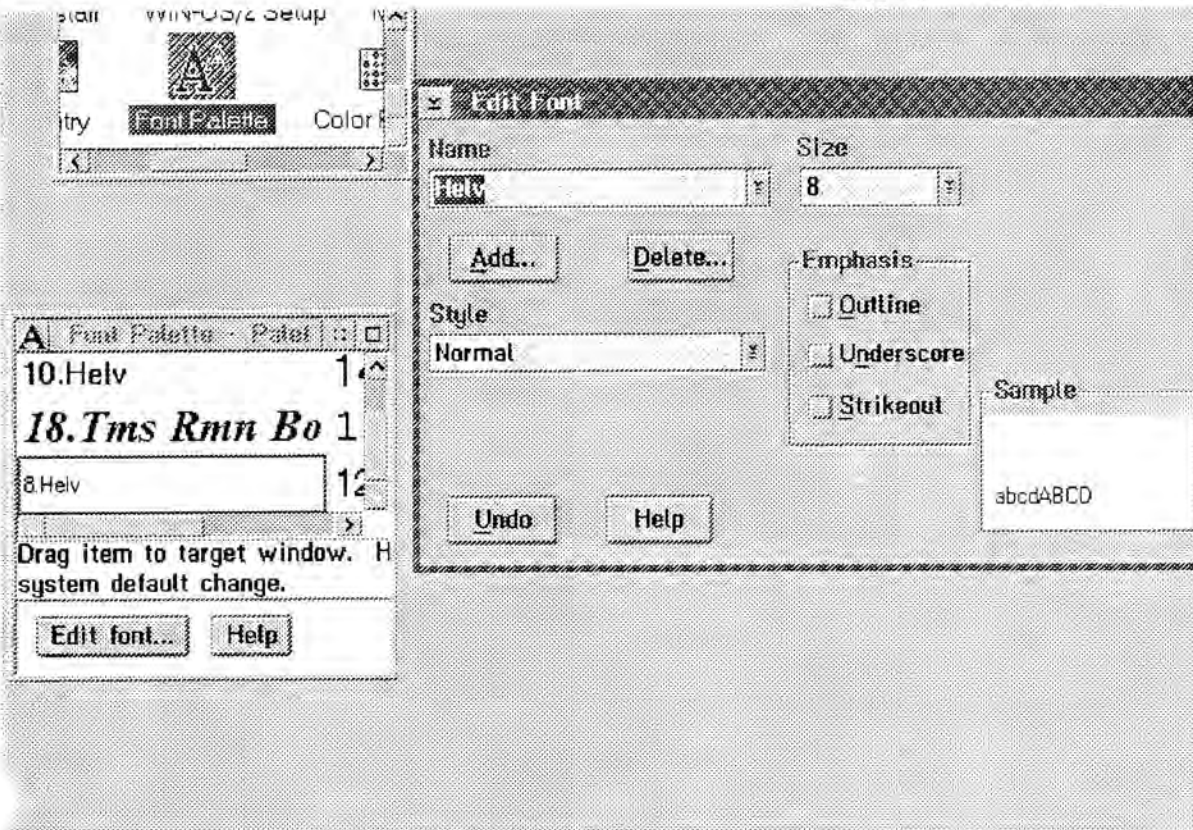 WIN-OS/2 Setup
Font Palette
Color
Edit Font
Name
Size
Helv
8
Add...
Delete...
Emphasis
Outline
Underscore
Strikeout
Style
Normal
Sample
abcdABCD
Undo
Help
A Font Palette - Palet
10.Helv
18.Tms Rmn Bo 1
8.Helv 12
Drag item to target window. H
system default change.
Edit font...
Help